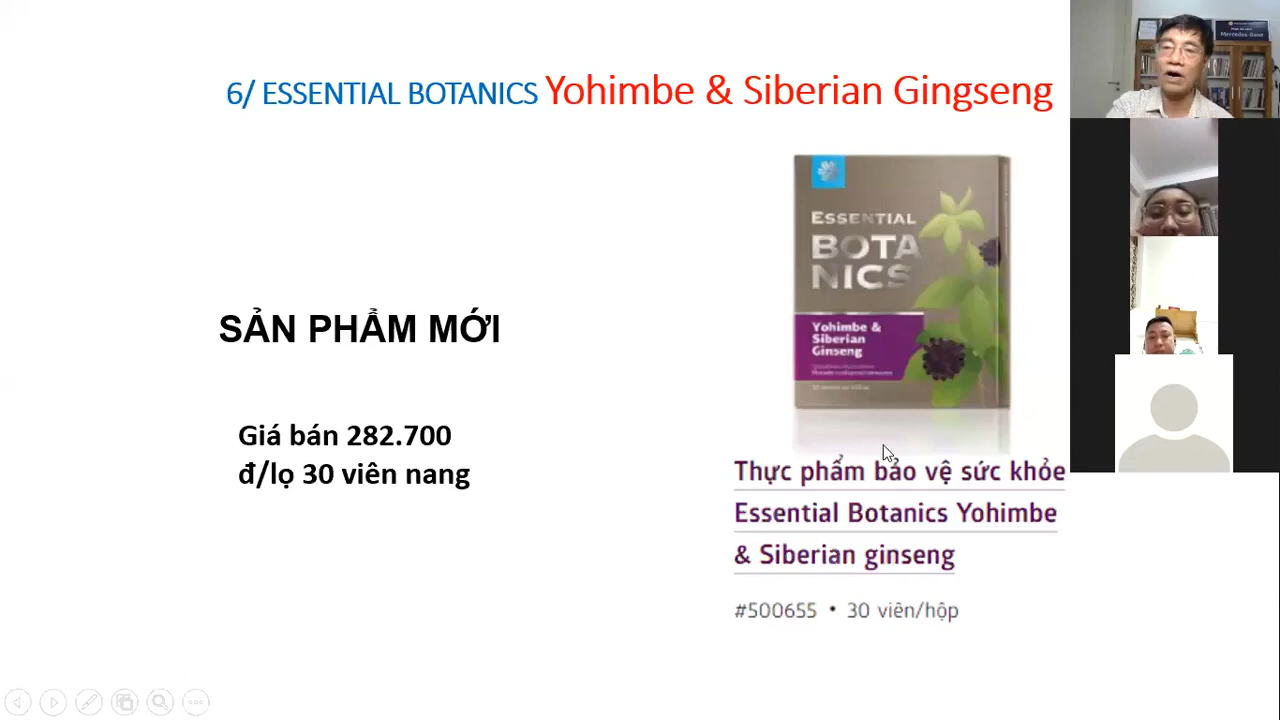 6/ ESSENTIAL BOTANICS Yohimbe & Siberian Gingseng
ESSENTIAL
BOTA
NICS
Yohimbe &
Siberian
Ginseng
SẢN PHẨM MỚI
Giá bán 282.700
đ/lọ 30 viên nang
Thực phẩm bảo vệ sức khỏe
Essential Botanics Yohimbe
& Siberian ginseng
#500655 • 30 viên/hộp